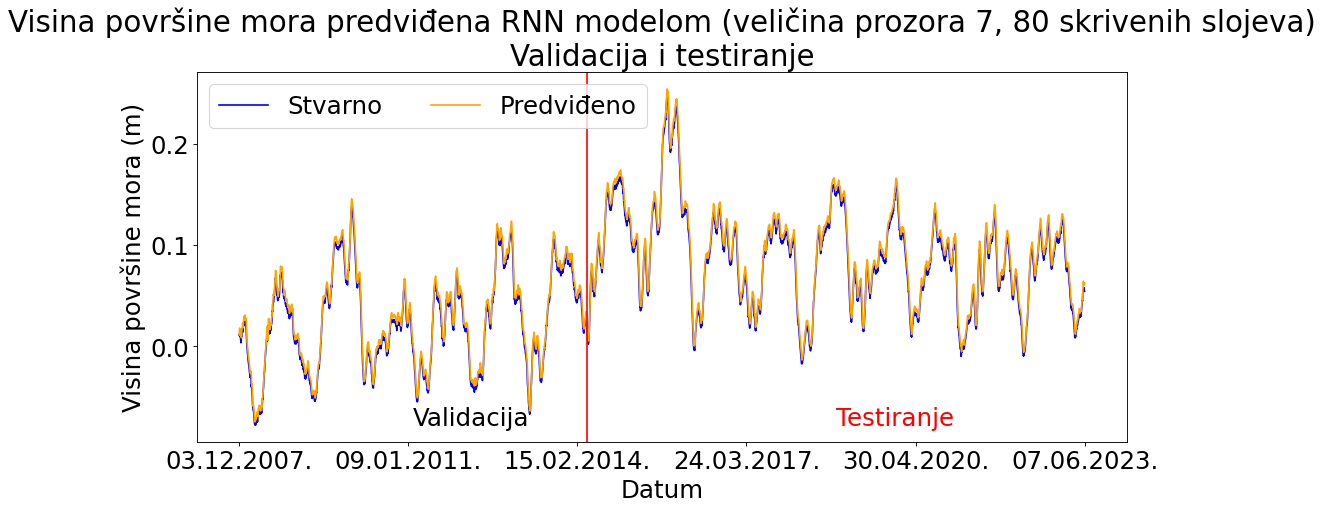 Visina površine mora predviđena RNN modelom (veličina prozora 7, 80 skrivenih slojeva)
Validacija i testiranje
Stvarno
Predviđeno
Visina površine mora (m)
0.2
0.1
0.0
Validacija
Testiranje
03.12.2007.
09.01.2011.
15.02.2014.
24.03.2017.
30.04.2020.
07.06.2023.
Datum